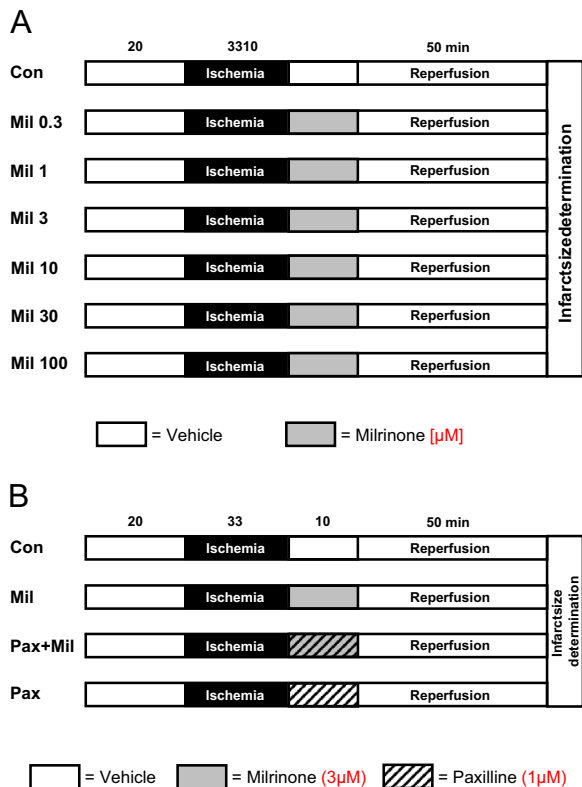 A
20 3310 50 min
Con Ischemia Reperfusion
Mil 0.3 Ischemia Reperfusion
Mil 1 Ischemia Reperfusion
Mil 3 Ischemia Reperfusion
Mil 10 Ischemia Reperfusion
Mil 30 Ischemia Reperfusion
Mil 100 Ischemia Reperfusion
Infarctsizedetermination
= Vehicle = Milrinone [µM]
B
20 33 10 50 min
Con Ischemia Reperfusion
Mil Ischemia Reperfusion
Pax+Mil Ischemia Reperfusion
Pax Ischemia Reperfusion
Infarctsize
determination
= Vehicle = Milrinone (3µM) = Paxilline (1µM)